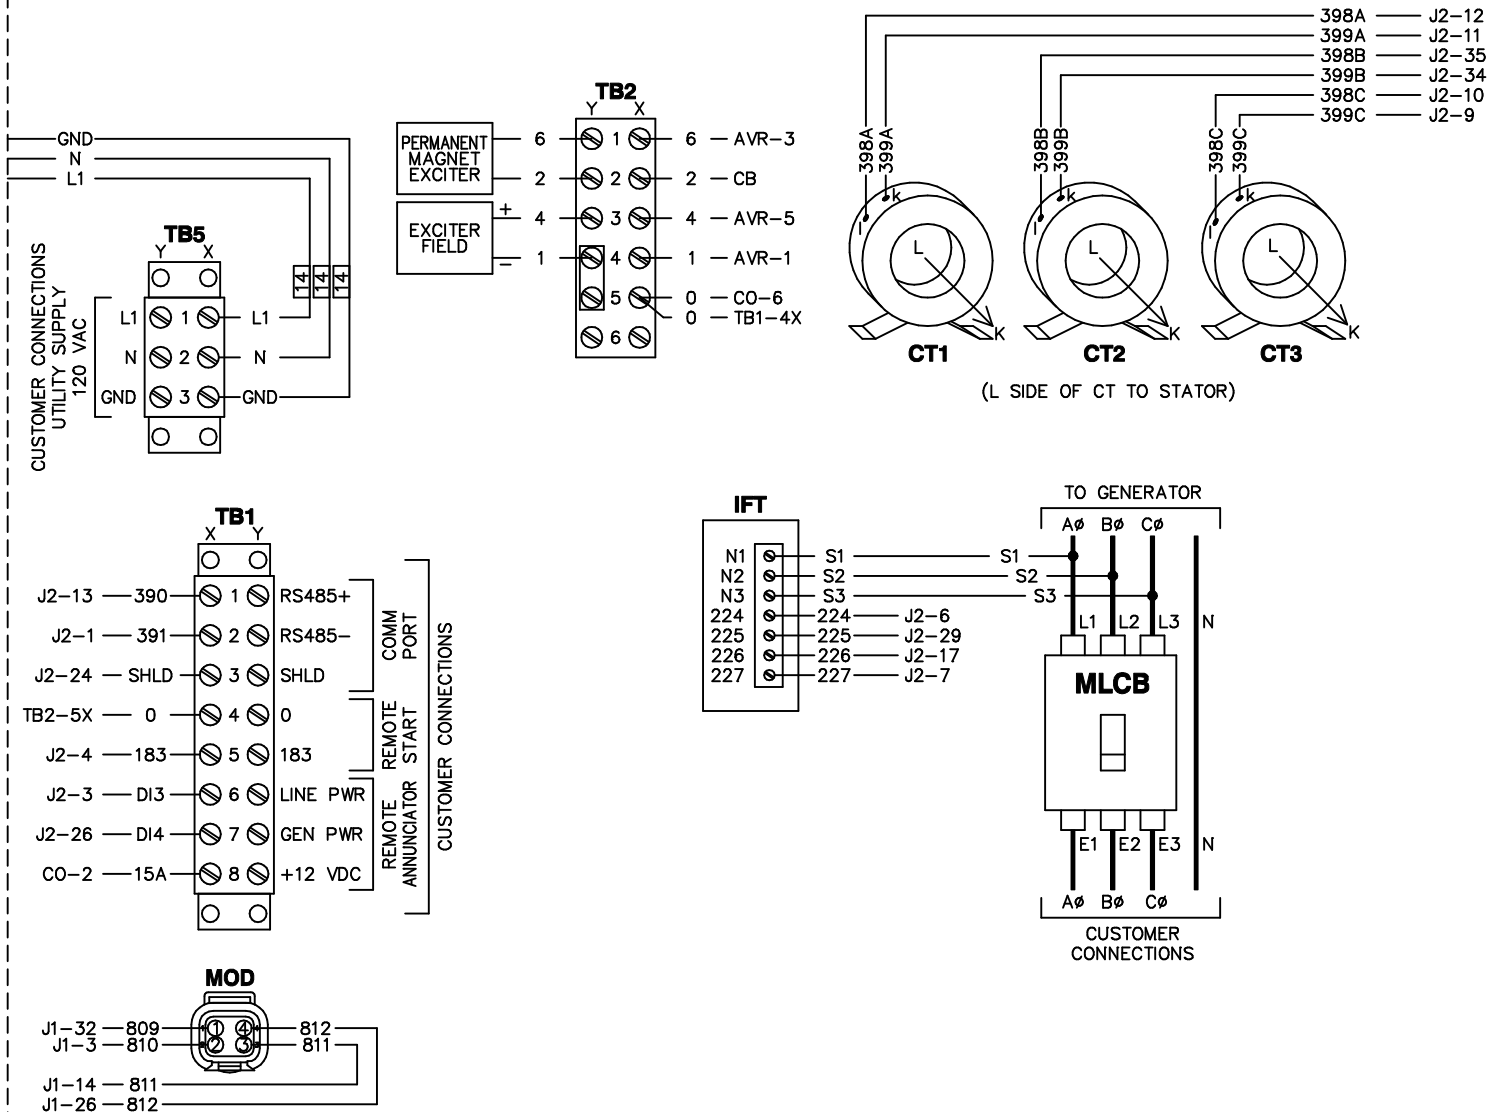 398A J2-12
399A J2-11
398B J2-35
399B J2-34
398C J2-10
399C J2-9
398A
399A
398B
399B
398C
399C
l k
L
K
CT1
l k
L
K
CT2
l k
L
K
CT3
(L SIDE OF CT TO STATOR)
TB2
Y X
PERMANENT
MAGNET
EXCITER
EXCITER
FIELD
+
−
6 1 6 AVR-3
2 2 2 CB
4 3 4 AVR-5
1 4 1 AVR-1
5 0 CO-6
0 TB1-4X
6
GND
N
L1
14 14 14
TB5
Y X
CUSTOMER CONNECTIONS
UTILITY SUPPLY
120 VAC
L1 1 L1
N 2 N
GND 3 GND
TB1
X Y
J2-13 390 1 RS485+
J2-1 391 2 RS485-
J2-24 SHLD 3 SHLD
TB2-5X 0 4 0
J2-4 183 5 183
J2-3 DI3 6 LINE PWR
J2-26 DI4 7 GEN PWR
CO-2 15A 8 +12 VDC
COMM
PORT
REMOTE
START
REMOTE
ANNUNCIATOR
CUSTOMER CONNECTIONS
IFT
N1 S1 S1
N2 S2 S2
N3 S3 S3
224 224 J2-6
225 225 J2-29
226 226 J2-17
227 227 J2-7
TO GENERATOR
AØ BØ CØ
L1 L2 L3 N
MLCB
E1 E2 E3 N
AØ BØ CØ
CUSTOMER
CONNECTIONS
MOD
J1-32 809 1 4 812
J1-3 810 2 3 811
J1-14 811
J1-26 812